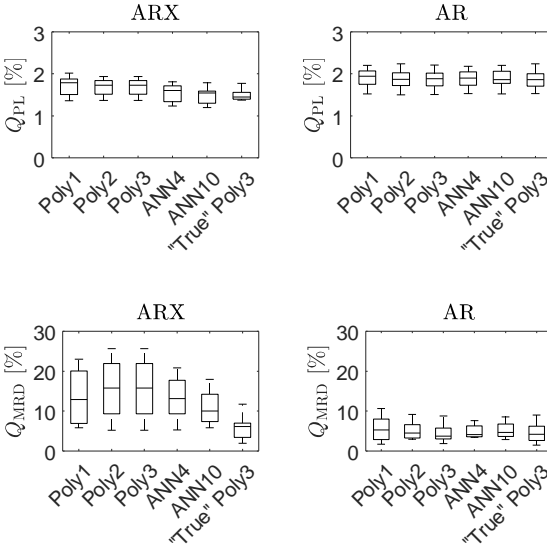 ARX
AR
Q_PL [%]
3
2
1
0
Poly1
Poly2
Poly3
ANN4
ANN10
"True" Poly3
Q_PL [%]
3
2
1
0
Poly1
Poly2
Poly3
ANN4
ANN10
"True" Poly3
ARX
AR
Q_MRD [%]
30
20
10
0
Poly1
Poly2
Poly3
ANN4
ANN10
"True" Poly3
Q_MRD [%]
30
20
10
0
Poly1
Poly2
Poly3
ANN4
ANN10
"True" Poly3